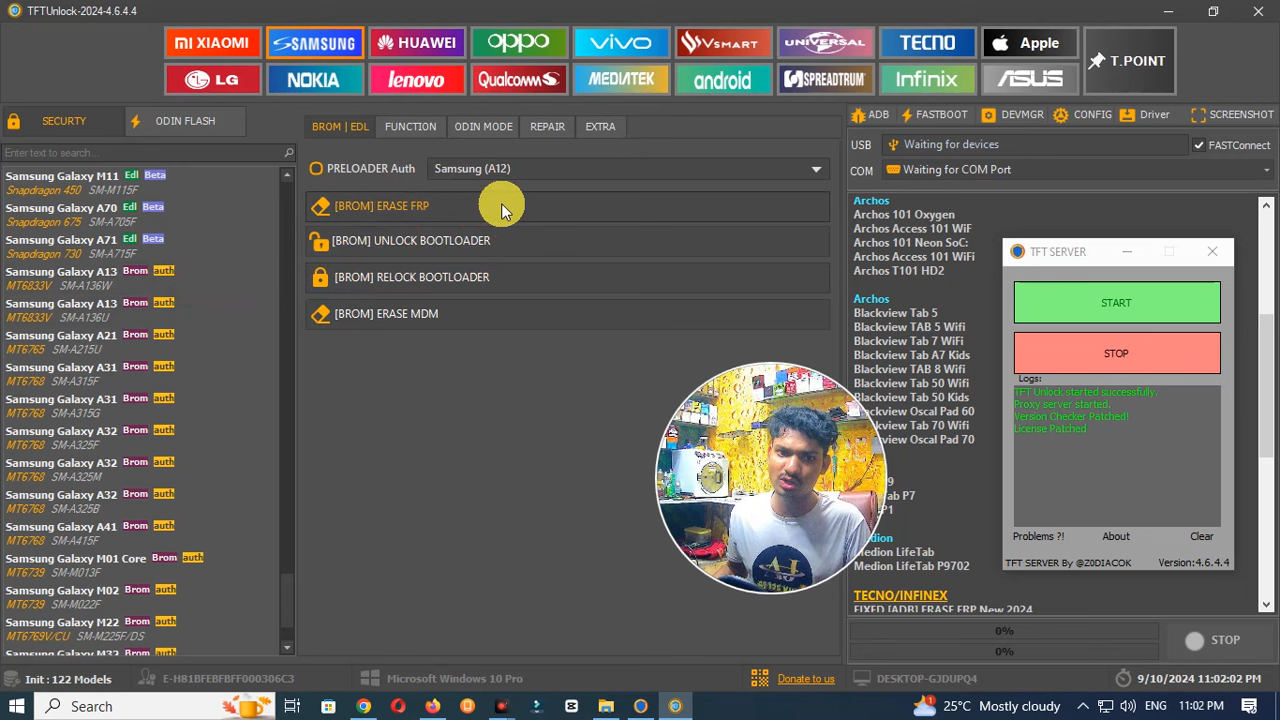 TFTUnlock-2024-4.6.4.4
MI XIAOMI
SAMSUNG
HUAWEI
oppo
vivo
VSMART
UNIVERSAL
TECNO
Apple
T.POINT
LG
NOKIA
lenovo
Qualcomm
MEDIATEK
android
SPREADTRUM
Infinix
ASUS
SECURTY
ODIN FLASH
BROM | EDL
FUNCTION
ODIN MODE
REPAIR
EXTRA
ADB
FASTBOOT
DEVMGR
CONFIG
Driver
SCREENSHOT
Enter text to search...
Samsung Galaxy M11 Edl Beta
Snapdragon 450 SM-M115F
Samsung Galaxy A70 Edl Beta
Snapdragon 675 SM-A705F
Samsung Galaxy A71 Edl Beta
Snapdragon 730 SM-A715F
Samsung Galaxy A13 Brom auth
MT6833V SM-A136W
Samsung Galaxy A13 Brom auth
MT6833V SM-A136U
Samsung Galaxy A21 Brom auth
MT6765 SM-A215U
Samsung Galaxy A31 Brom auth
MT6768 SM-A315F
Samsung Galaxy A31 Brom auth
MT6768 SM-A315G
Samsung Galaxy A32 Brom auth
MT6768 SM-A325F
Samsung Galaxy A32 Brom auth
MT6768 SM-A325M
Samsung Galaxy A32 Brom auth
MT6768 SM-A325B
Samsung Galaxy A41 Brom auth
MT6768 SM-A415F
Samsung Galaxy M01 Core Brom auth
MT6739 SM-M013F
Samsung Galaxy M02 Brom auth
MT6739 SM-M022F
Samsung Galaxy M22 Brom auth
MT6769V/CU SM-M225F/DS
Samsung Galaxy M32 Brom auth
PRELOADER Auth
Samsung (A12)
[BROM] ERASE FRP
[BROM] UNLOCK BOOTLOADER
[BROM] RELOCK BOOTLOADER
[BROM] ERASE MDM
USB
Waiting for devices
FASTConnect
COM
Waiting for COM Port
Archos
Archos 101 Oxygen
Archos Access 101 WiF
Archos 101 Neon SoC:
Archos Access 101 WiFi
Archos T101 HD2
Archos
Blackview Tab 5
Blackview TAB 5 Wifi
Blackview Tab 7 WiFi
Blackview Tab A7 Kids
Blackview TAB 8 Wifi
Blackview Tab 50 Wifi
Blackview Tab 50 Kids
Blackview Oscal Pad 60
Blackview Tab 70 Wifi
Blackview Oscal Pad 70
Medion LifeTab
Medion LifeTab P9702
TECNO/INFINEX
FIXED [ADB] ERASE FRP New 2024
TFT SERVER
START
STOP
Logs:
TFT Unlock started successfully.
Proxy server started.
Version Checker Patched!
License Patched
Problems ?!
About
Clear
TFT SERVER By @Z0DIACOK
Version:4.6.4.4
0%
0%
STOP
Init : 122 Models
E-H81BFEBFBFF000306C3
Microsoft Windows 10 Pro
Donate to us
DESKTOP-GJDUPQ4
9/10/2024 11:02:02 PM
Search
25°C Mostly cloudy
ENG
11:02 PM